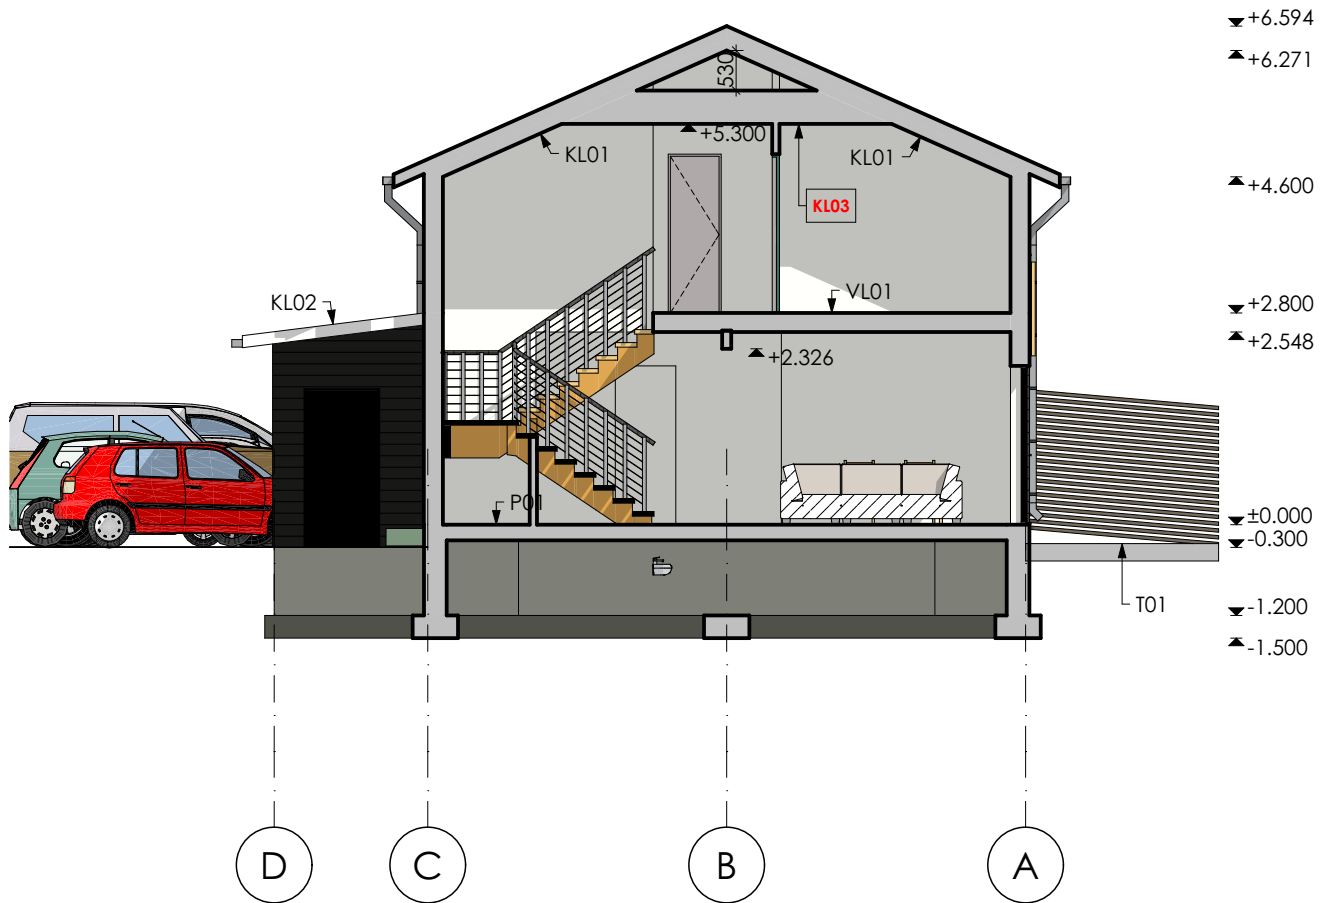 +6.594
530
+6.271
+5.300
KL01
KL01
+4.600
KL03
KL02
VL01
+2.800
+2.548
+2.326
P01
±0.000
-0.300
T01
-1.200
-1.500
D
C
B
A